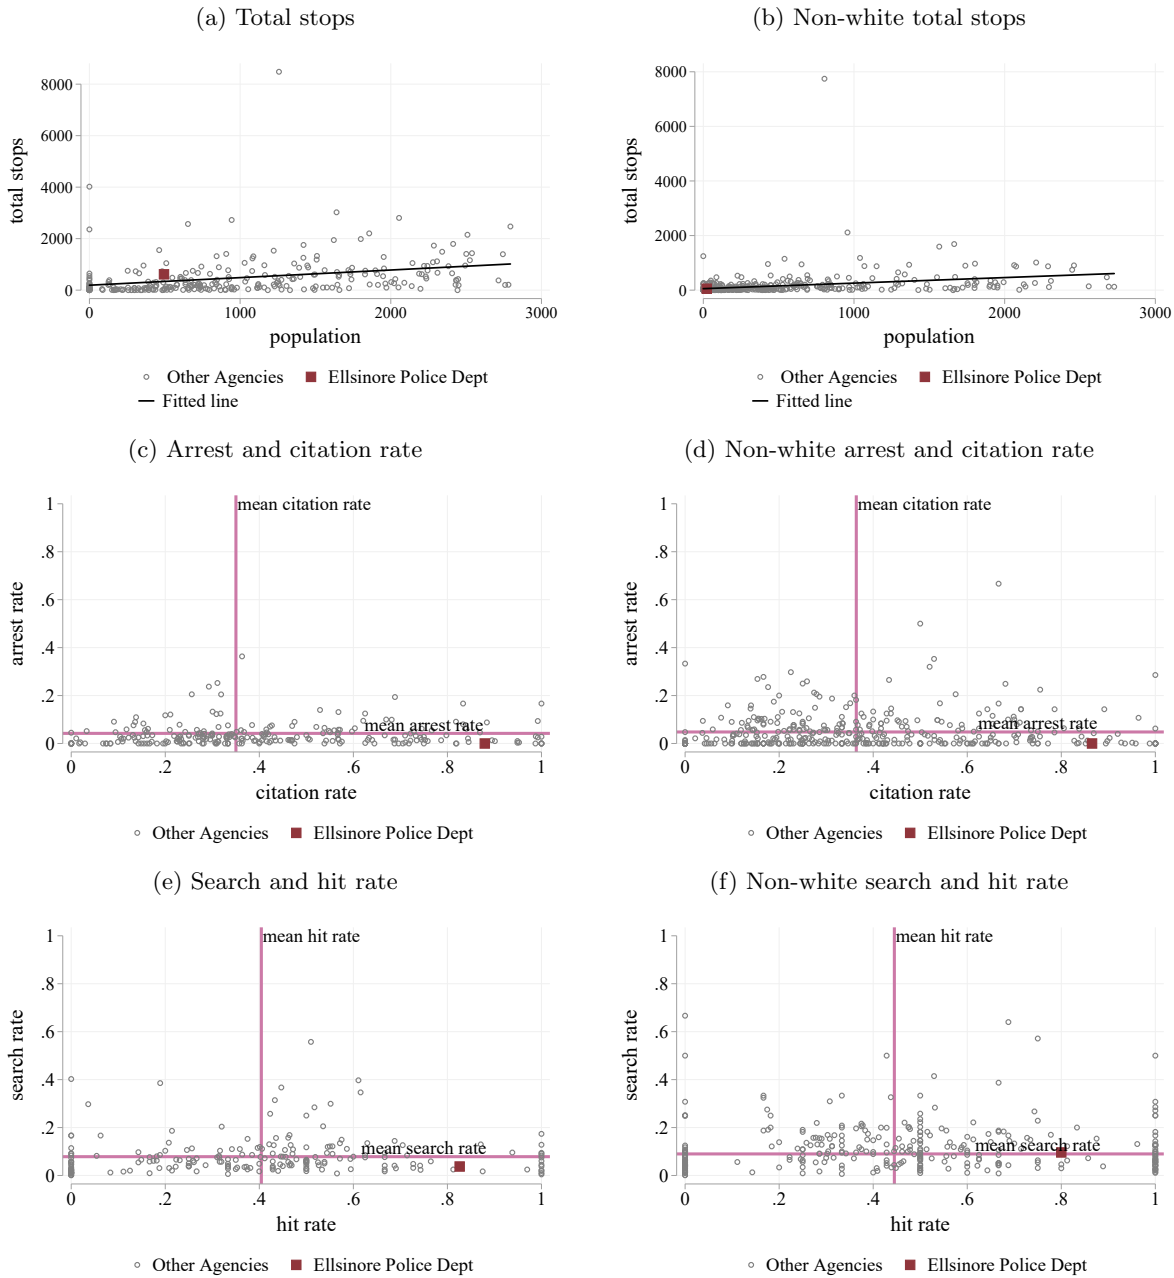 (a) Total stops
(b) Non-white total stops
total stops
8000
6000
4000
2000
0
0 1000 2000 3000
population
Other Agencies Ellsinore Police Dept
Fitted line
total stops
8000
6000
4000
2000
0
0 1000 2000 3000
population
Other Agencies Ellsinore Police Dept
Fitted line
(c) Arrest and citation rate
(d) Non-white arrest and citation rate
arrest rate
1
.8
.6
.4
.2
0
mean citation rate
mean arrest rate
0 .2 .4 .6 .8 1
citation rate
Other Agencies Ellsinore Police Dept
arrest rate
1
.8
.6
.4
.2
0
mean citation rate
mean arrest rate
0 .2 .4 .6 .8 1
citation rate
Other Agencies Ellsinore Police Dept
(e) Search and hit rate
(f) Non-white search and hit rate
search rate
1
.8
.6
.4
.2
0
mean hit rate
mean search rate
0 .2 .4 .6 .8 1
hit rate
Other Agencies Ellsinore Police Dept
search rate
1
.8
.6
.4
.2
0
mean hit rate
mean search rate
0 .2 .4 .6 .8 1
hit rate
Other Agencies Ellsinore Police Dept